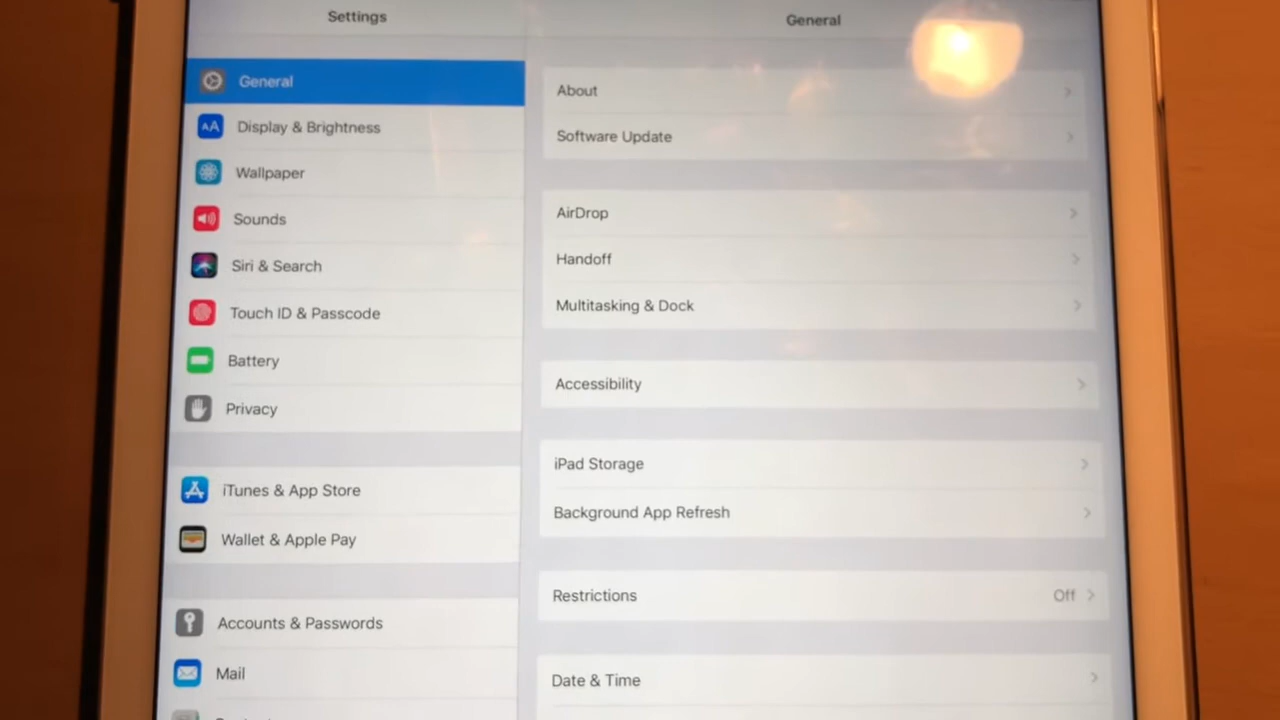 Settings
General
Display & Brightness
Wallpaper
Sounds
Siri & Search
Touch ID & Passcode
Battery
Privacy
iTunes & App Store
Wallet & Apple Pay
Accounts & Passwords
Mail
General
About
Software Update
AirDrop
Handoff
Multitasking & Dock
Accessibility
iPad Storage
Background App Refresh
Restrictions Off
Date & Time